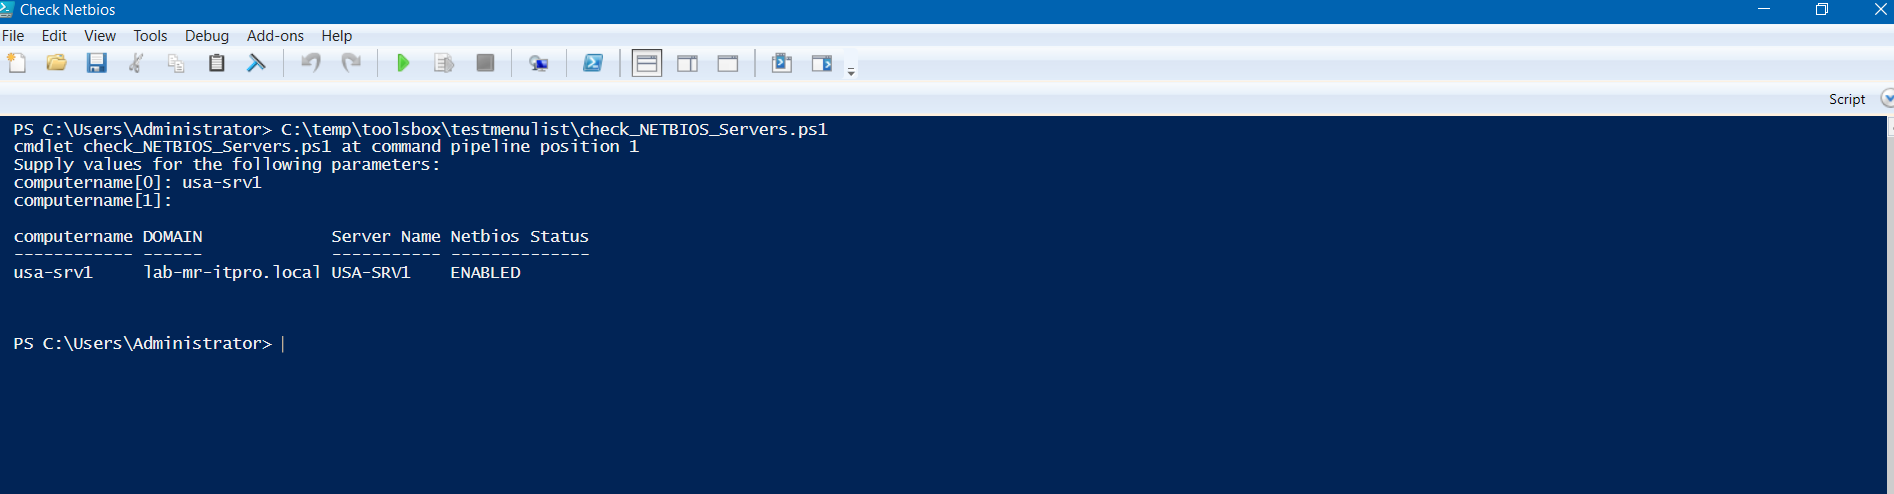 Check Netbios
File Edit View Tools Debug Add-ons Help
Script
PS C:\Users\Administrator> C:\temp\toolsbox\testmenulist\check_NETBIOS_Servers.ps1
cmdlet check_NETBIOS_Servers.ps1 at command pipeline position 1
Supply values for the following parameters:
computername[0]: usa-srv1
computername[1]:
computername DOMAIN Server Name Netbios Status
------------ ------ ----------- --------------
usa-srv1 lab-mr-itpro.local USA-SRV1 ENABLED
PS C:\Users\Administrator>